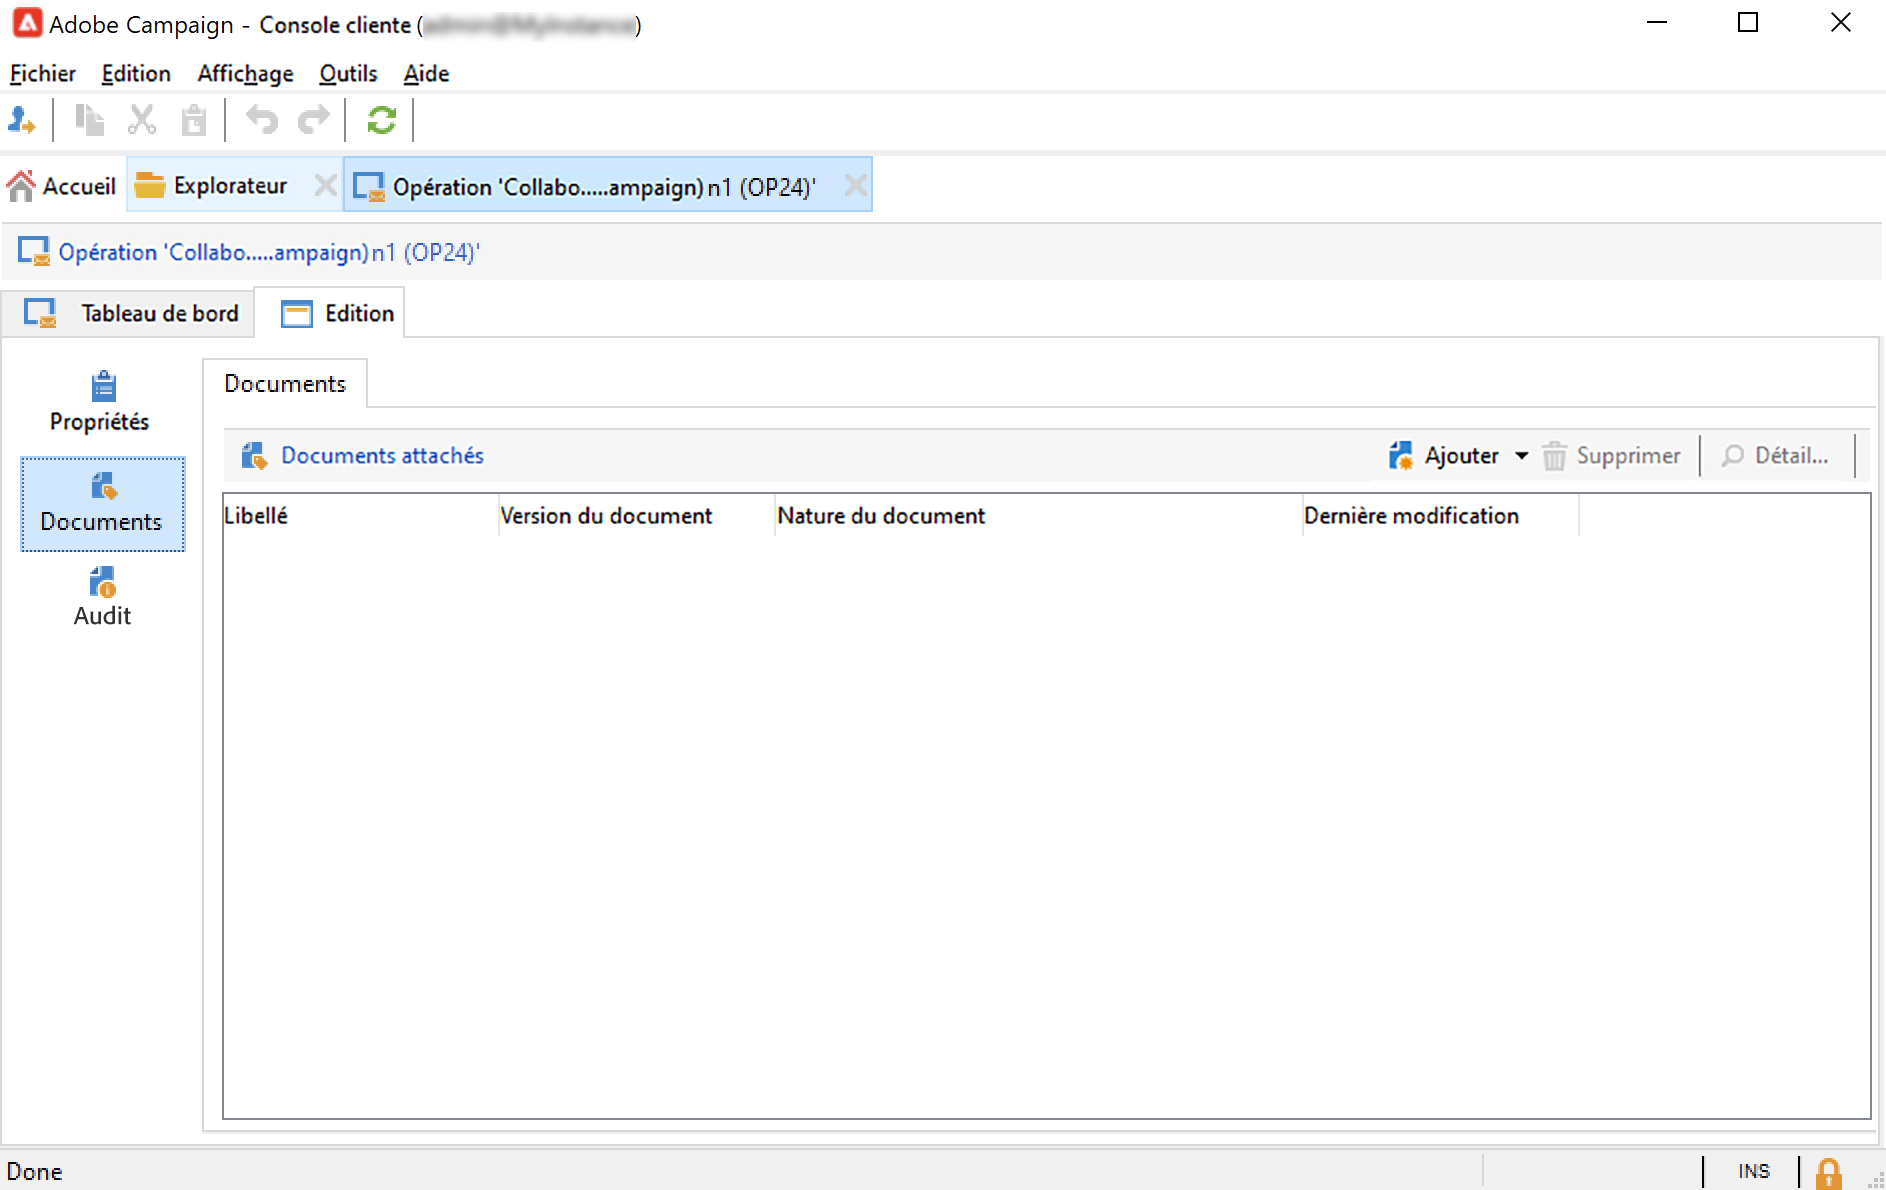 Adobe Campaign - Console cliente ()
Fichier Edition Affichage Outils Aide
Accueil Explorateur Opération 'Collabo.....ampaign) n1 (OP24)'
Opération 'Collabo.....ampaign) n1 (OP24)'
Tableau de bord Edition
Propriétés
Documents
Audit
Documents
Documents attachés Ajouter Supprimer Détail...
Libellé Version du document Nature du document Dernière modification
Done INS